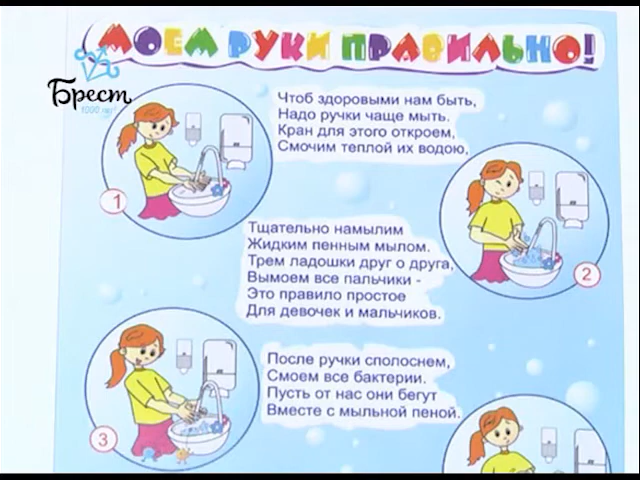 Моем руки правильно!
Брест
1000 лет
Чтоб здоровыми нам быть,
Надо ручки чаще мыть.
Кран для этого откроем,
Смочим теплой их водою,
1
Тщательно намылим
Жидким пенным мылом.
Трем ладошки друг о друга,
Вымоем все пальчики -
Это правило простое
Для девочек и мальчиков.
2
После ручки сполоснем,
Смоем все бактерии.
Пусть от нас они бегут
Вместе с мыльной пеной.
3